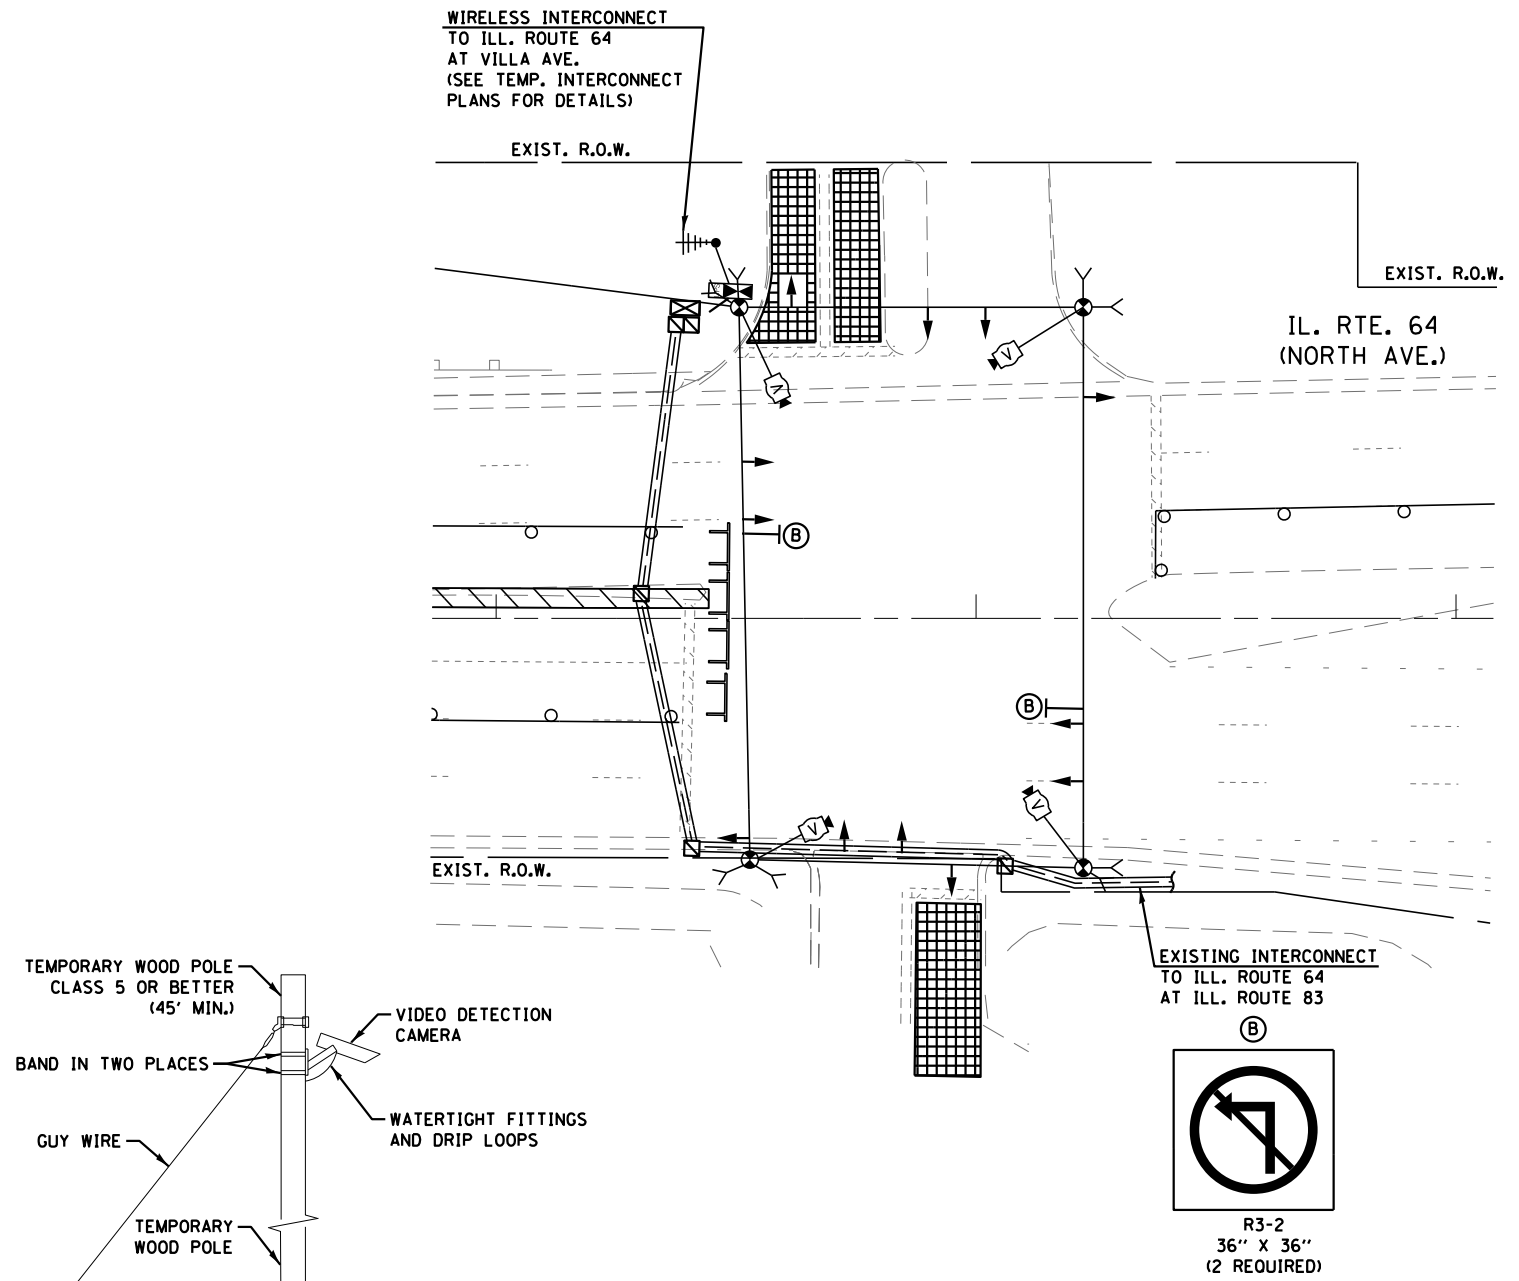 WIRELESS INTERCONNECT
TO ILL. ROUTE 64
AT VILLA AVE.
(SEE TEMP. INTERCONNECT
PLANS FOR DETAILS)
EXIST. R.O.W.
EXIST. R.O.W.
IL. RTE. 64
(NORTH AVE.)
V
V
B
B
V
V
EXIST. R.O.W.
EXISTING INTERCONNECT
TO ILL. ROUTE 64
AT ILL. ROUTE 83
B
R3-2
36" X 36"
(2 REQUIRED)
TEMPORARY WOOD POLE
CLASS 5 OR BETTER
(45' MIN.)
VIDEO DETECTION
CAMERA
BAND IN TWO PLACES
WATERTIGHT FITTINGS
AND DRIP LOOPS
GUY WIRE
TEMPORARY
WOOD POLE